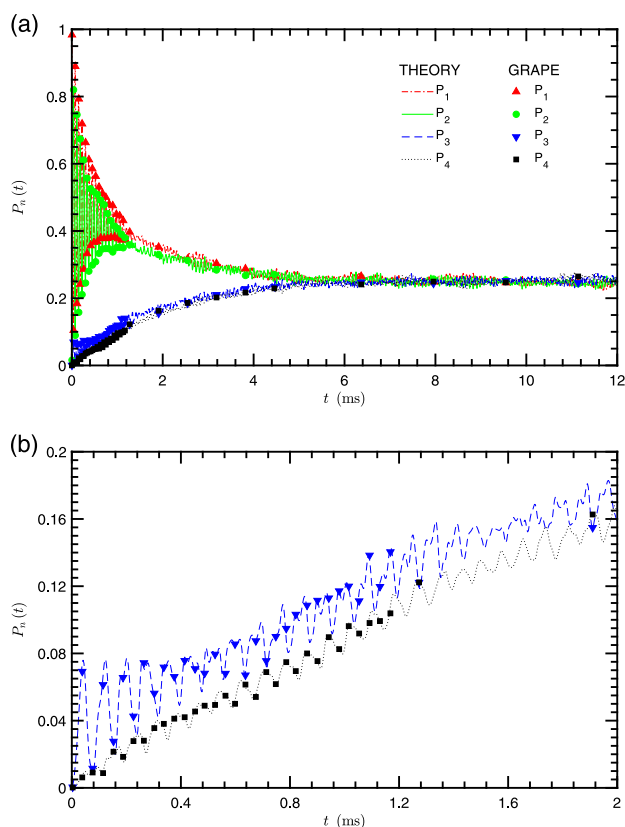 (a)
1
0.8
0.6
0.4
0.2
0
P_n(t)
THEORY GRAPE
P_1 P_1
P_2 P_2
P_3 P_3
P_4 P_4
0 2 4 6 8 10 12
t (ms)
(b)
0.2
0.16
0.12
0.08
0.04
0
P_n(t)
0 0.4 0.8 1.2 1.6 2
t (ms)